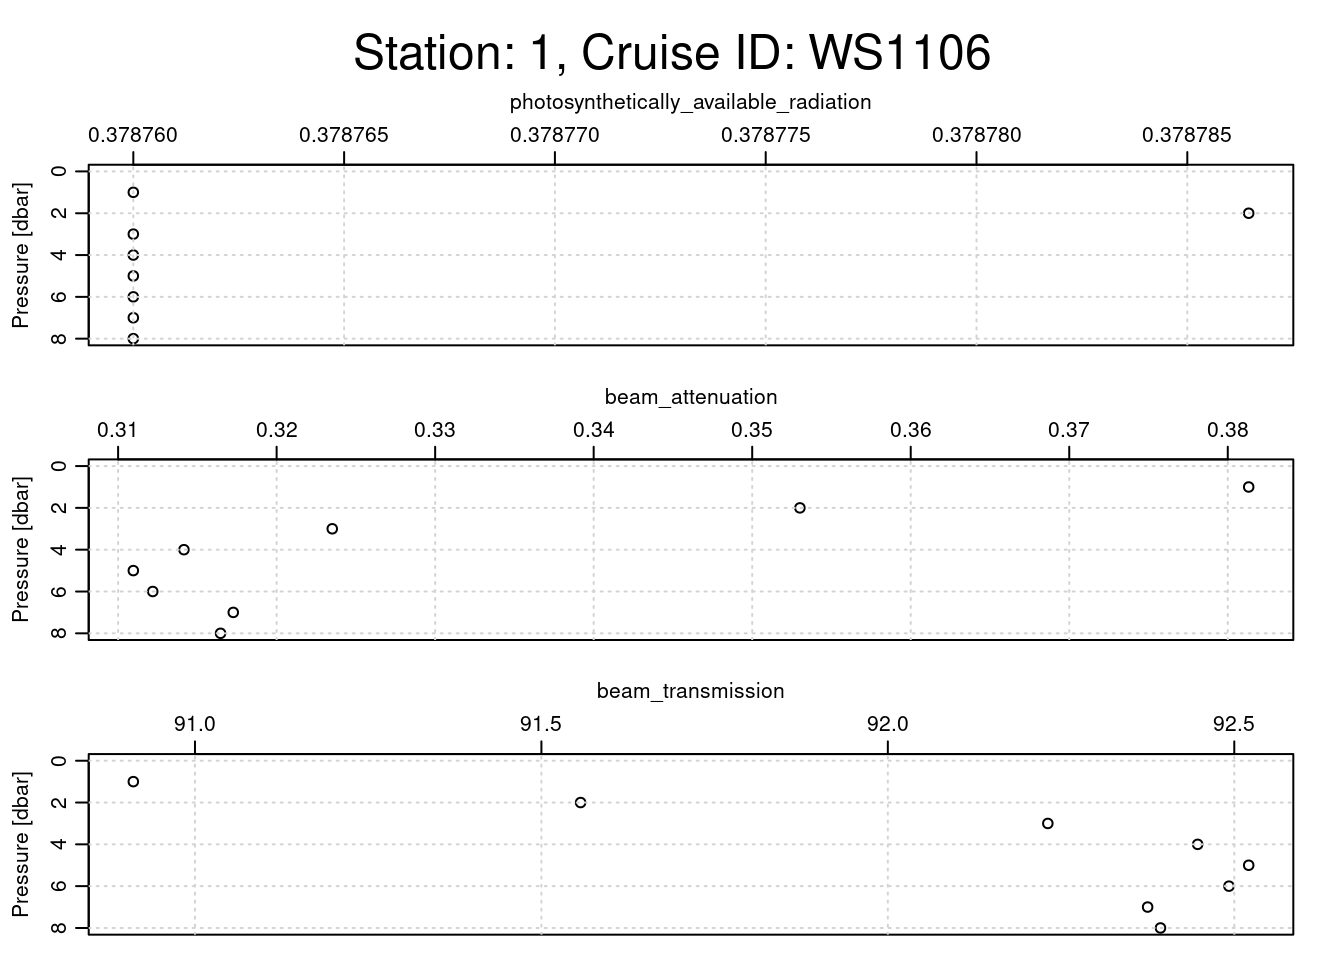 Station: 1, Cruise ID: WS1106
photosynthetically_available_radiation
0.378760 0.378765 0.378770 0.378775 0.378780 0.378785
Pressure [dbar]
0
2
4
6
8
beam_attenuation
0.31 0.32 0.33 0.34 0.35 0.36 0.37 0.38
Pressure [dbar]
0
2
4
6
8
beam_transmission
91.0 91.5 92.0 92.5
Pressure [dbar]
0
2
4
6
8